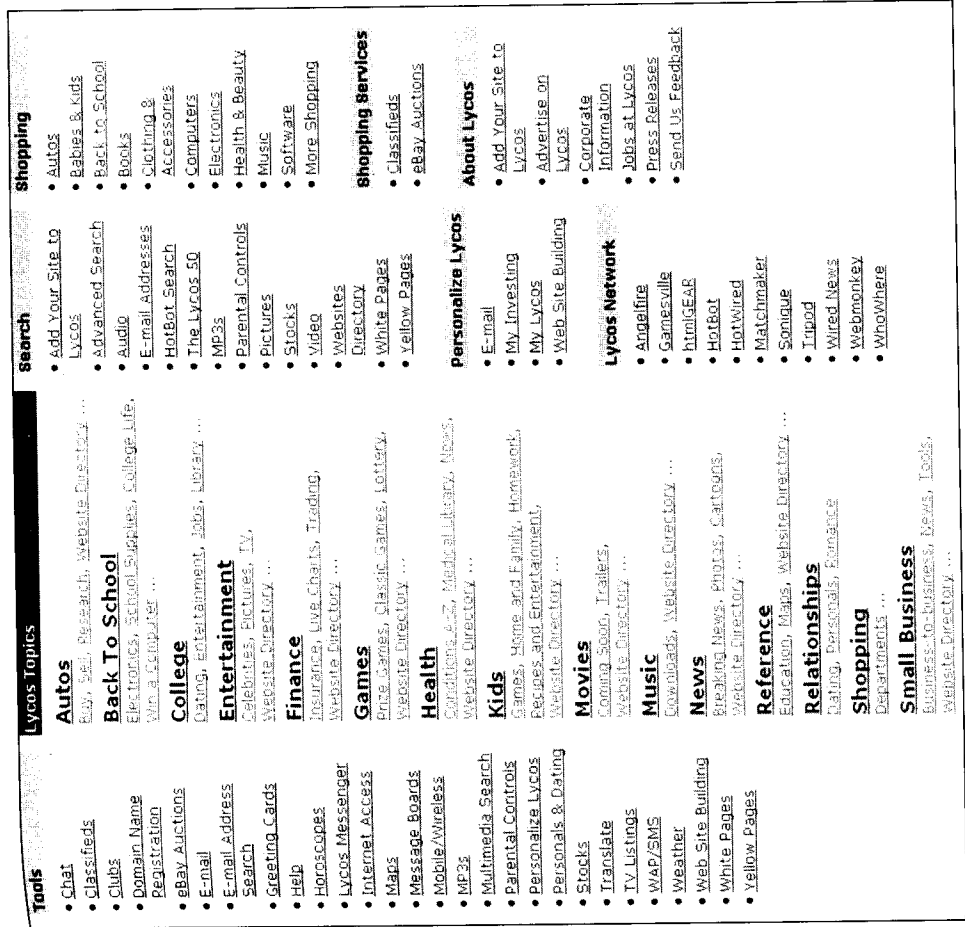 Tools
• Chat
• Classifieds
• Clubs
• Domain Name
Registration
• eBay Auctions
• E-mail
• E-mail Address
Search
• Greeting Cards
• Help
• Horoscopes
• Lycos Messenger
• Internet Access
• Maps
• Message Boards
• Mobile/Wireless
• MP3s
• Multimedia Search
• Parental Controls
• Personalize Lycos
• Personals & Dating
• Stocks
• Translate
• TV Listings
• WAP/SMS
• Weather
• Web Site Building
• White Pages
• Yellow Pages
Lycos Topics
Autos
Buy, Sell, Research, Website Directory ...
Back To School
Electronics, School Supplies, College Life,
Win a computer ...
College
Dating, Entertainment, Jobs, Library ...
Entertainment
Celebrities, Pictures, TV,
Website Directory ...
Finance
Insurance, Live Charts, Trading,
Website Directory ...
Games
Prize Games, Classic Games, Lottery,
Website Directory ...
Health
Conditions A-Z, Medical Library, News,
Website Directory ...
Kids
Games, Home and Family, Homework,
Recipes and Entertainment,
Website Directory ...
Movies
Coming Soon, Trailers,
Website Directory ...
Music
Downloads, Website Directory ...
News
Breaking News, Photos, Cartoons,
Website Directory ...
Reference
Education, Maps, Website Directory ...
Relationships
Dating, Personals, Romance
Shopping
Departments ...
Small Business
Business-to-business, News, Tools,
Website Directory ...
Search
• Add Your Site to
Lycos
• Advanced Search
• Audio
• E-mail Addresses
• HotBot Search
• The Lycos 50
• MP3s
• Parental Controls
• Pictures
• Stocks
• Video
• Websites
Directory
• White Pages
• Yellow Pages
Personalize Lycos
• E-mail
• My Investing
• My Lycos
• Web Site Building
Lycos Network
• Angelfire
• Gamesville
• htmlGEAR
• HotBot
• HotWired
• Matchmaker
• Sonique
• Tripod
• Wired News
• Webmonkey
• WhoWhere
Shopping
• Autos
• Babies & Kids
• Back to School
• Books
• Clothing &
Accessories
• Computers
• Electronics
• Health & Beauty
• Music
• Software
• More Shopping
Shopping Services
• Classifieds
• eBay Auctions
About Lycos
• Add Your Site to
Lycos
• Advertise on
Lycos
• Corporate
Information
• Jobs at Lycos
• Press Releases
• Send Us Feedback